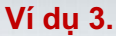 Ví dụ 3.